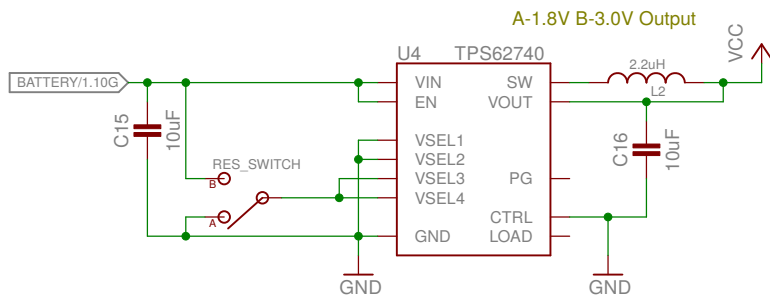 A-1.8V B-3.0V Output
U4 TPS62740
VCC
BATTERY/1.10G
VIN SW
2.2uH
L2
EN VOUT
C15
10uF
VSEL1
VSEL2
RES_SWITCH
B
VSEL3 PG
VSEL4
A
CTRL
GND LOAD
C16
10uF
GND
GND